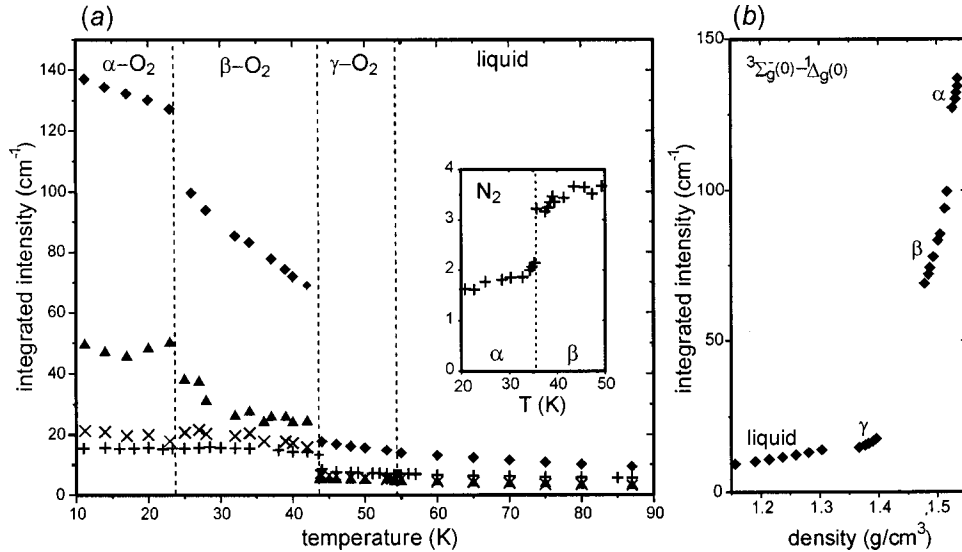 (a)
(b)
α–O₂
β–O₂
γ–O₂
liquid
integrated intensity (cm⁻¹)
140
120
100
80
60
40
20
0
10
20
30
40
50
60
70
80
90
temperature (K)
N₂
4
3
2
1
0
α
β
20
30
40
50
T (K)
³Σg⁻(0)–¹Δg(0)
integrated intensity (cm⁻¹)
150
100
50
0
α
β
γ
liquid
1.2
1.3
1.4
1.5
density (g/cm³)